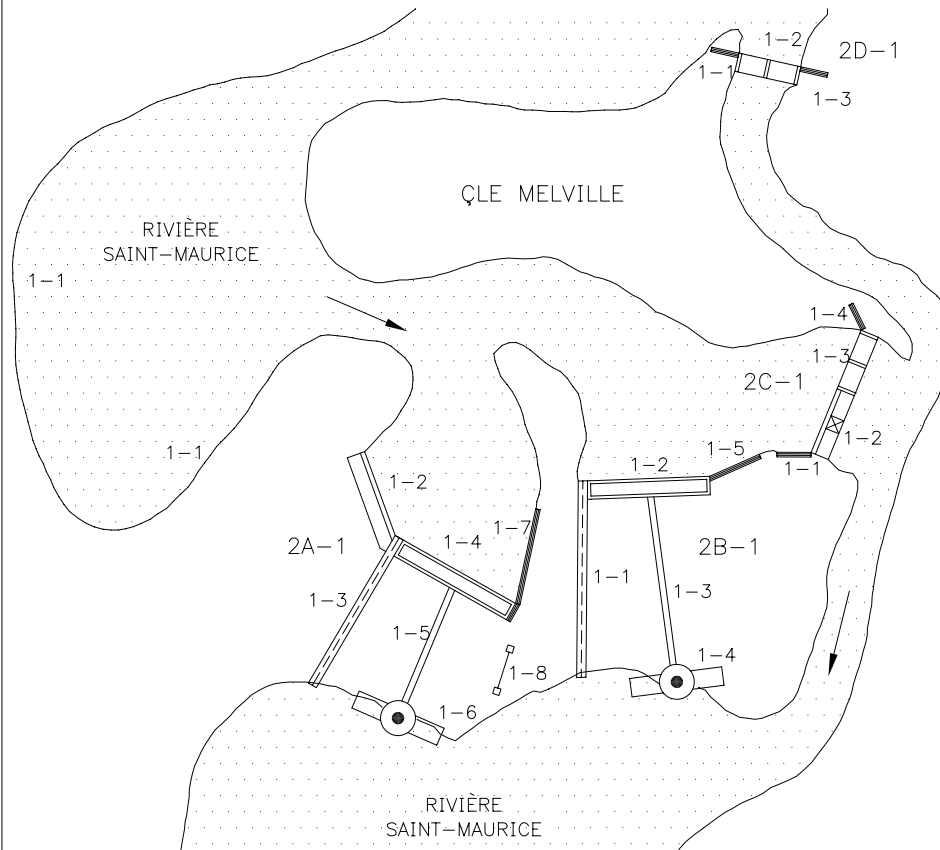 1-2
2D-1
1-1
1-3
ÇLE MELVILLE
RIVIÈRE
SAINT-MAURICE
1-1
1-4
1-3
2C-1
1-1
1-2
1-5
1-2
1-1
1-2
1-7
2A-1
1-4
2B-1
1-3
1-1
1-3
1-5
1-4
1-8
1-6
RIVIÈRE
SAINT-MAURICE